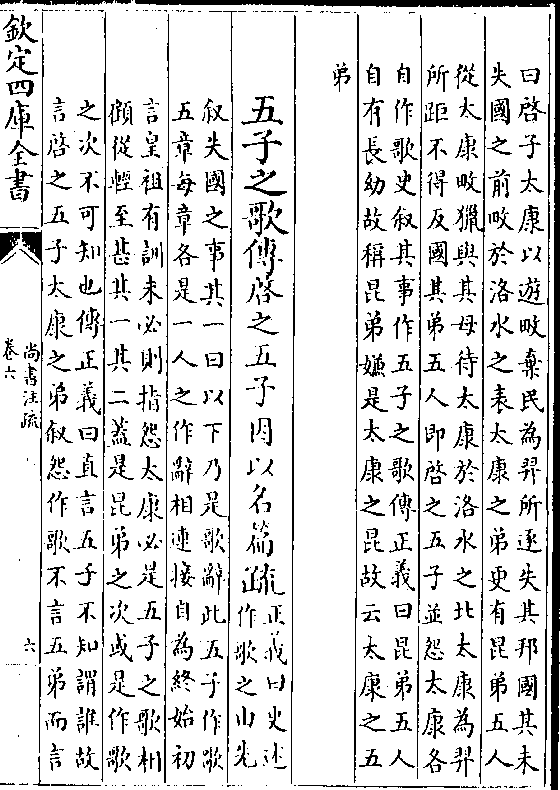 曰啓子太康以遊畋棄民為羿所逐失其邦國其未
失國之前畋於洛水之表太康之弟更有昆弟五人
從太康畋獵與其母待太康於洛水之北太康為羿
所距不得反國其弟五人即啓之五子並怨太康各
自作歌史叙其事作五子之歌傳正義曰昆弟五人
自有長幼故稱昆弟嫌是太康之昆故云太康之五
弟
五子之歌傳啓之五子因以名篇疏正義曰史述
作歌之由先
叙失國之事其一曰以下乃是歌辭此五子作歌
五章每章各是一人之作辭相連接自為終始初
言皇祖有訓未必則指怨太康必是五子之歌相
顧從輕至甚其一其二蓋是昆弟之次或是作歌
之次不可知也傳正義曰直言五子不知謂誰故
言啓之五子太康之弟叙怨作歌不言五弟而言
欽定四庫全書
尚書注疏
卷六
六